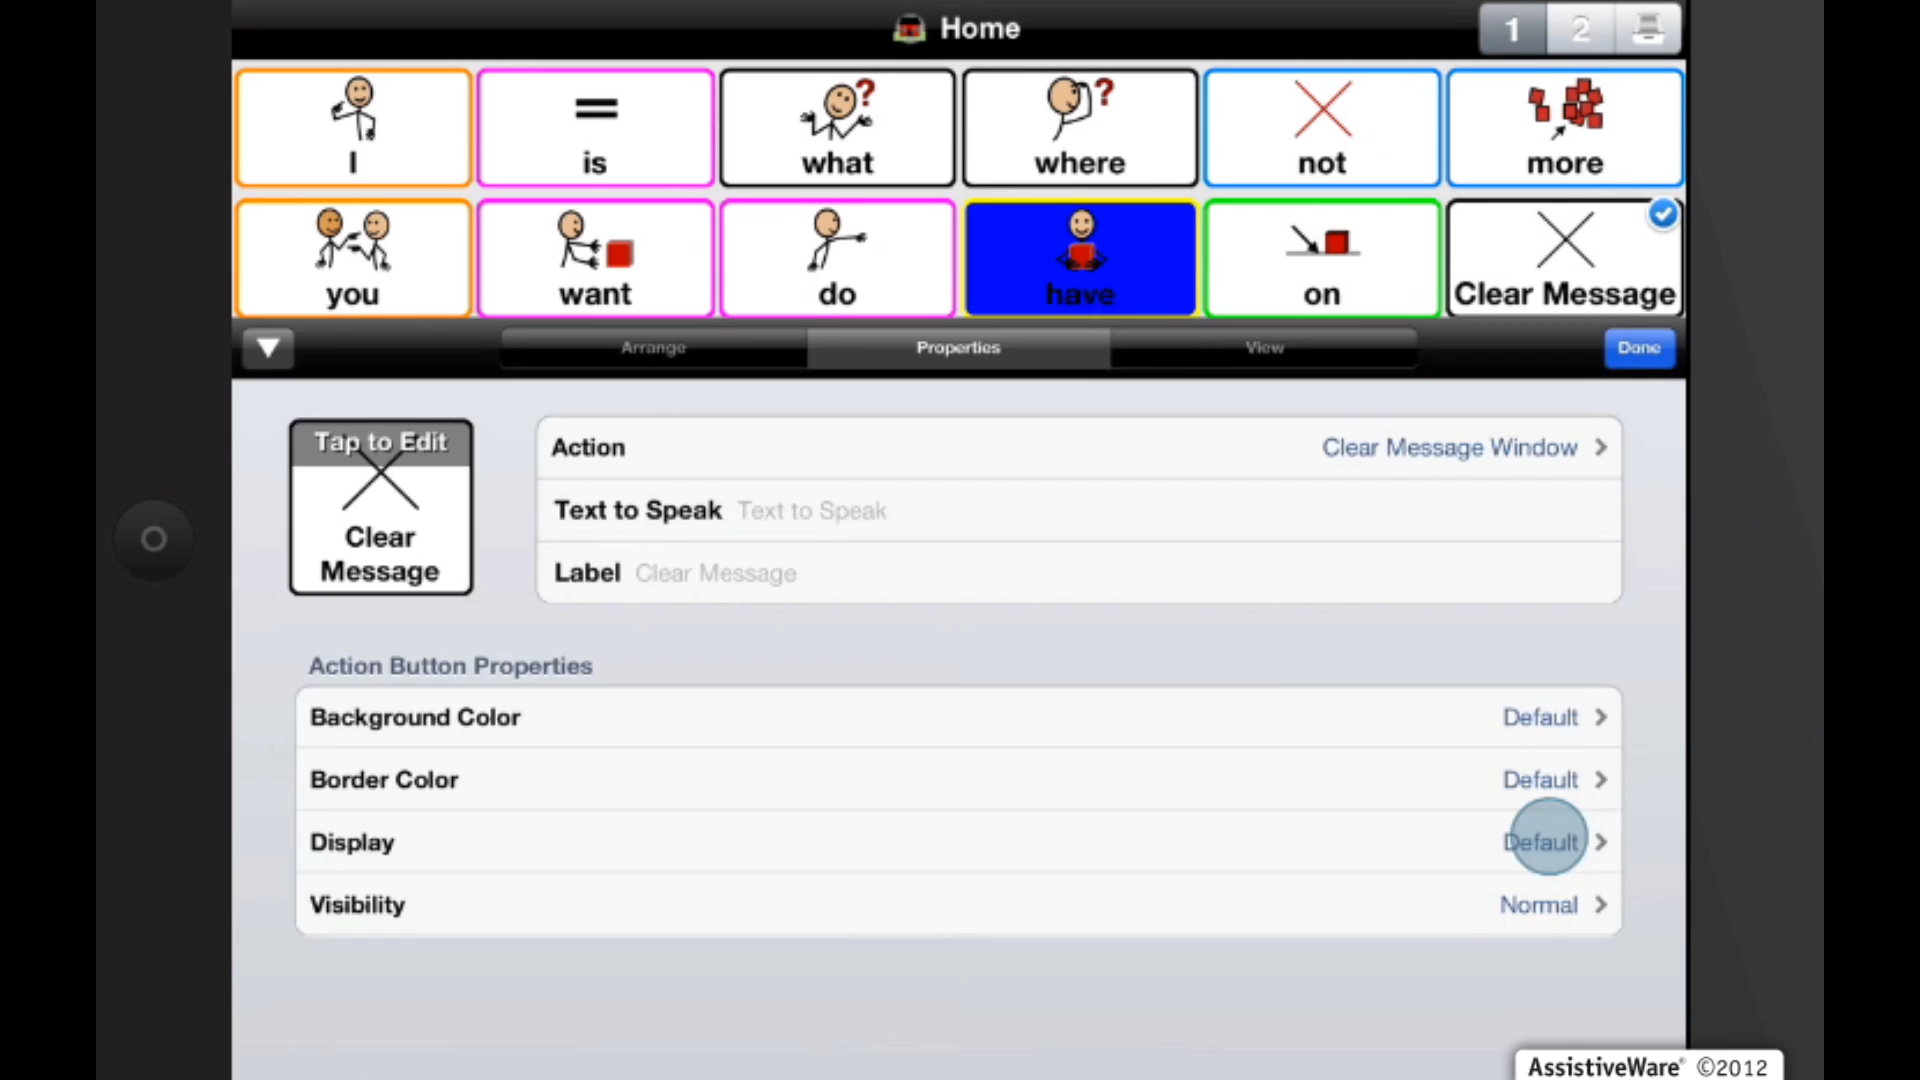 Home
1 2
I is what where not more
you want do have on Clear Message
Arrange Properties View Done
Tap to Edit
Clear
Message
Action Clear Message Window
Text to Speak Text to Speak
Label Clear Message
Action Button Properties
Background Color Default
Border Color Default
Display Default
Visibility Normal
AssistiveWare® ©2012